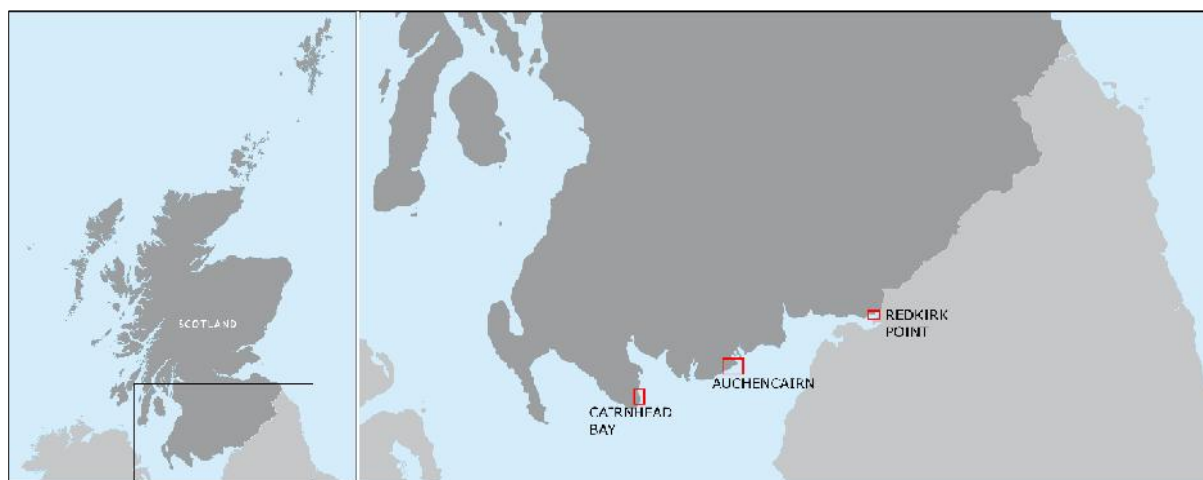 SCOTLAND
REDKIRK
POINT
AUCHENCAIRN
CAIRNHEAD
BAY